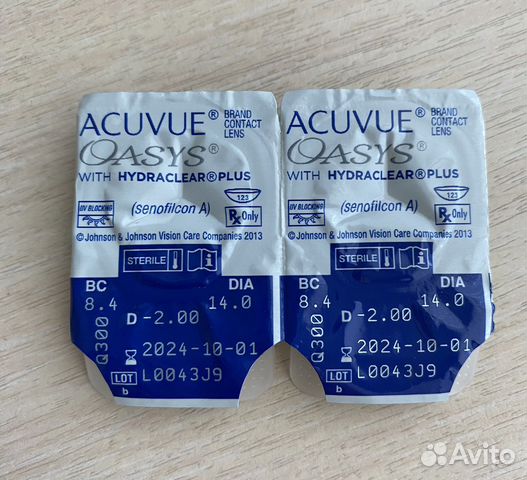 ACUVUE® BRAND CONTACT LENS
OASYS®
WITH HYDRACLEAR® PLUS
UV BLOCKING (senofilcon A) 123
Rx Only
© Johnson & Johnson Vision Care Companies 2013
STERILE i
BC DIA
8.4 14.0
Q300
D -2.00
2024-10-01
LOT L0043J9
b
ACUVUE® BRAND CONTACT LENS
OASYS®
WITH HYDRACLEAR® PLUS
UV BLOCKING (senofilcon A) 123
Rx Only
© Johnson & Johnson Vision Care Companies 2013
STERILE i
BC DIA
8.4 14.0
Q300
D -2.00
2024-10-01
LOT L0043J9
b
Avito